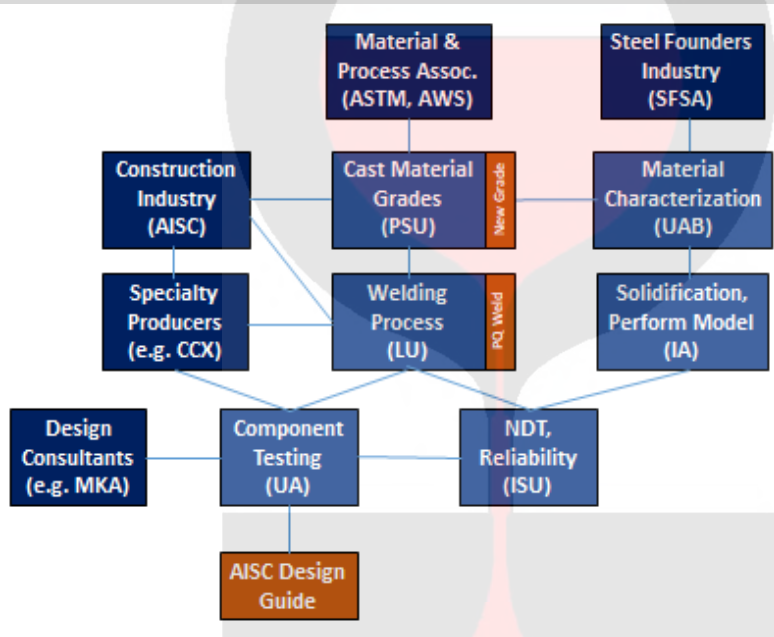 Material &
Process Assoc.
(ASTM, AWS)
Steel Founders
Industry
(SFSA)
Construction
Industry
(AISC)
Cast Material
Grades
(PSU)
New Grade
Material
Characterization
(UAB)
Specialty
Producers
(e.g. CCX)
Welding
Process
(LU)
PQ Weld
Solidification,
Perform Model
(IA)
Design
Consultants
(e.g. MKA)
Component
Testing
(UA)
NDT,
Reliability
(ISU)
AISC Design
Guide